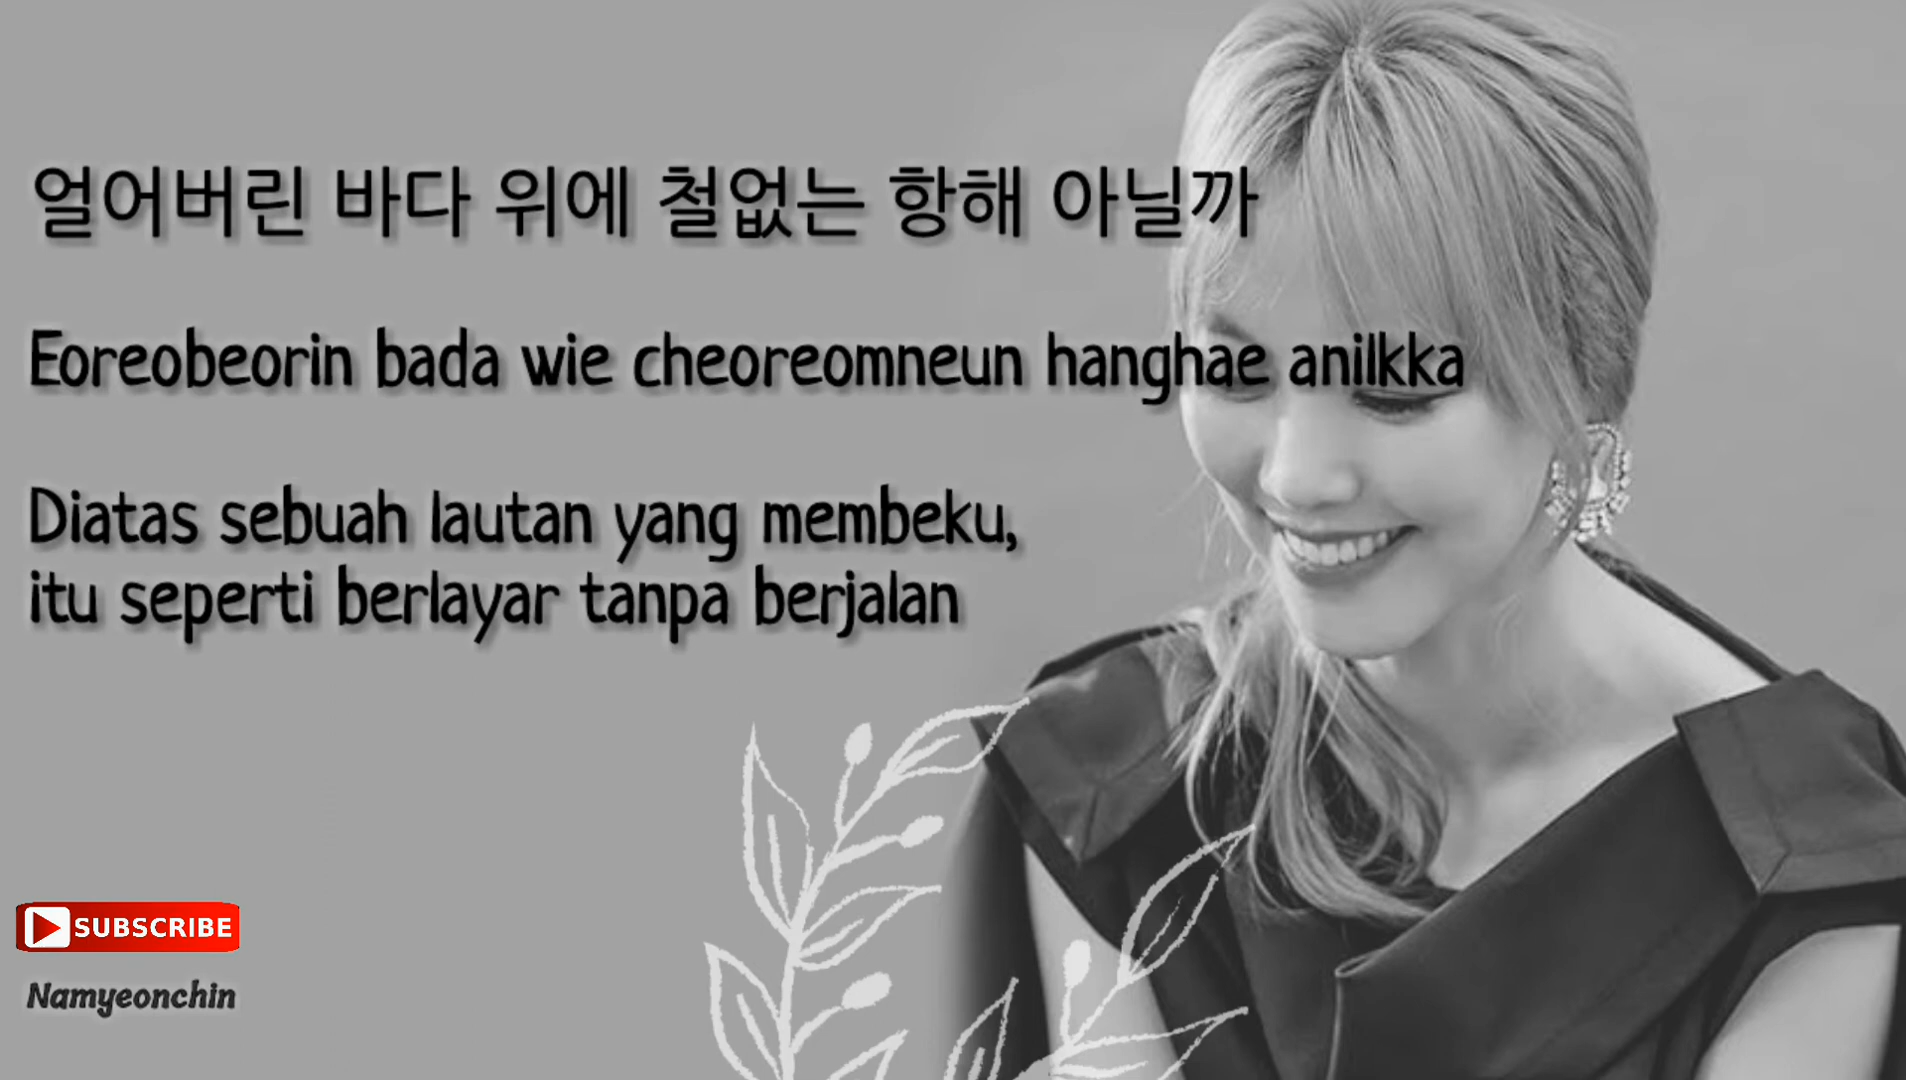 얼어버린 바다 위에 철없는 항해 아닐까
Eoreobeorin bada wie cheoreomneun hanghae anilkka
Diatas sebuah lautan yang membeku,
itu seperti berlayar tanpa berjalan
SUBSCRIBE
Namyeonchin